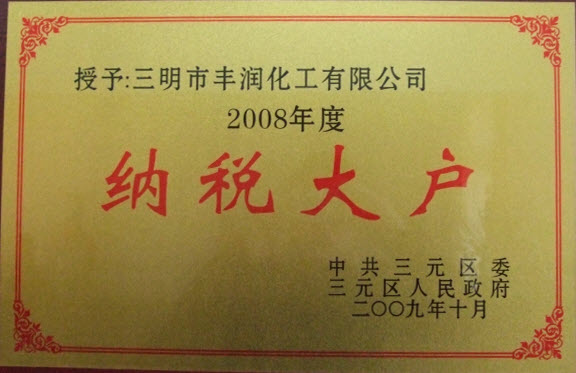 授予:三明市丰润化工有限公司
2008年度
纳税大户
中共三元区委
三元区人民政府
二〇〇九年十月